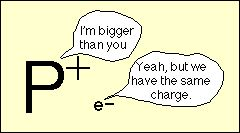 I'm bigger
than you
P+
Yeah, but we
have the same
charge.
e−